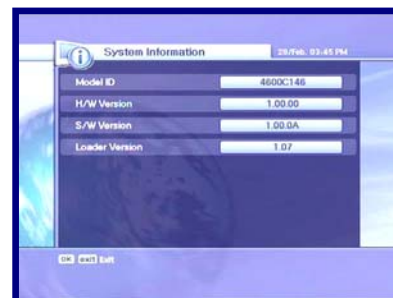 System Information
29/Feb. 03:45 PM
Model ID 4600C146
H/W Version 1.00.00
S/W Version 1.00.0A
Loader Version 1.07
OK exit Exit